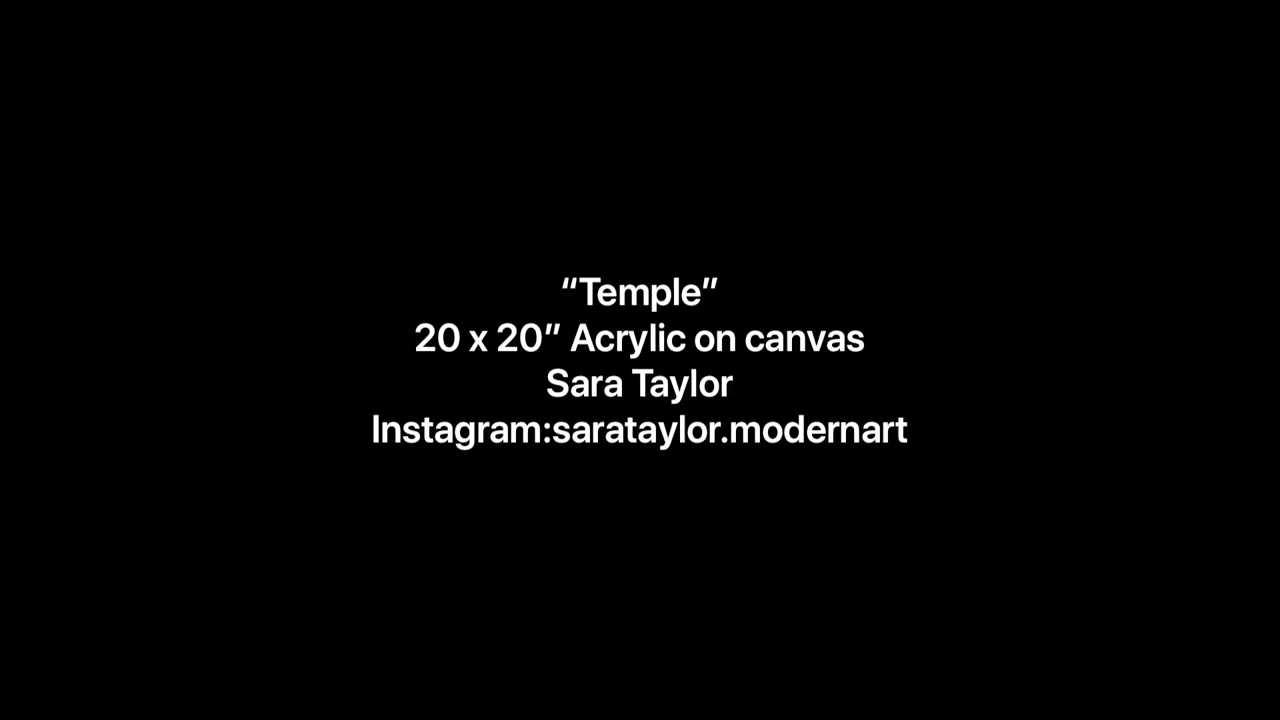 “Temple”
20 x 20” Acrylic on canvas
Sara Taylor
Instagram:sarataylor.modernart